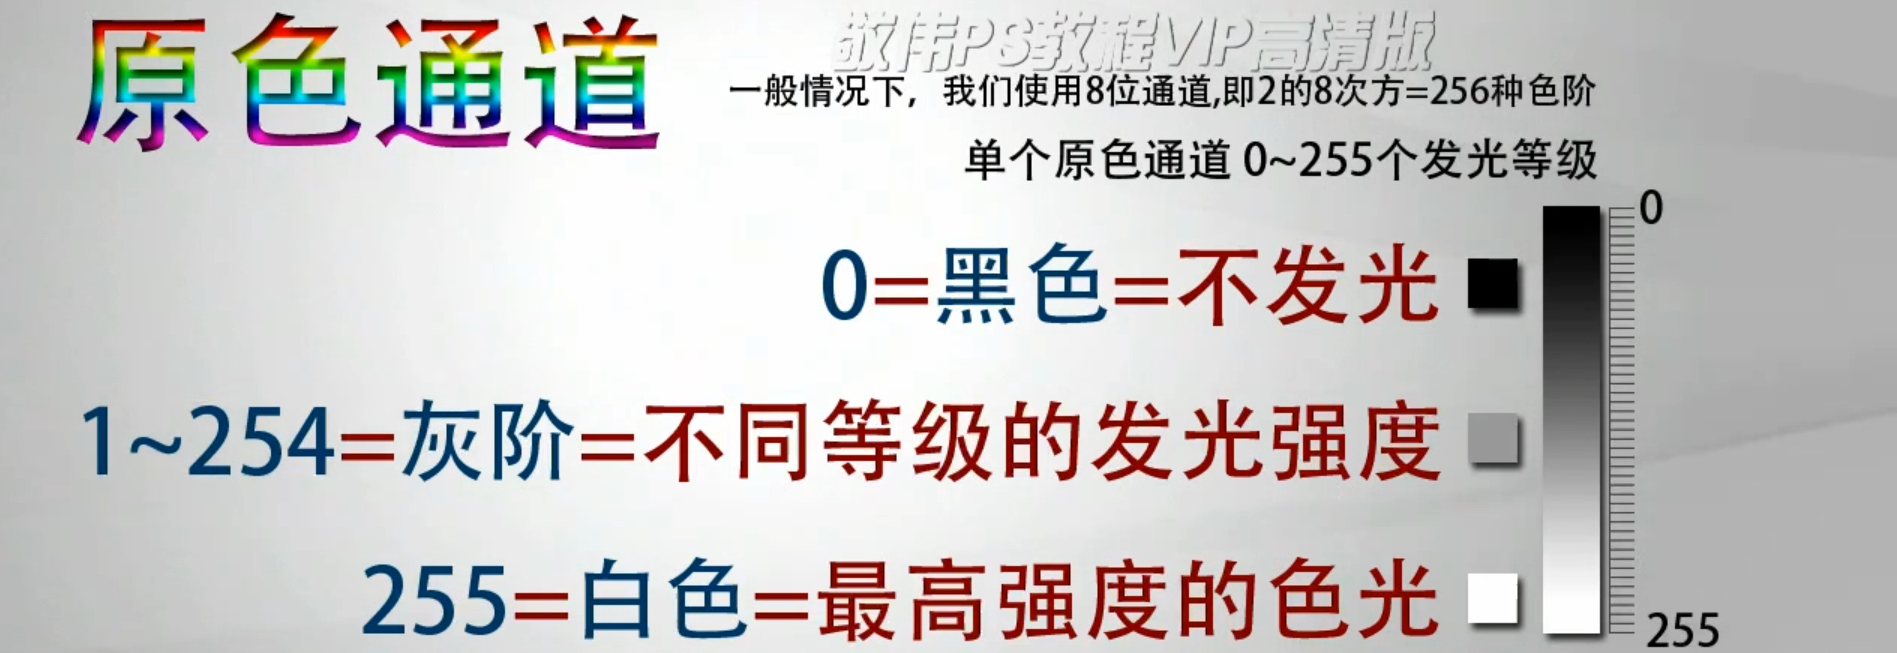 原色通道
敬伟PS教程VIP高清版
一般情况下，我们使用8位通道,即2的8次方=256种色阶
单个原色通道 0~255个发光等级
0
0=黑色=不发光
1~254=灰阶=不同等级的发光强度
255=白色=最高强度的色光
255